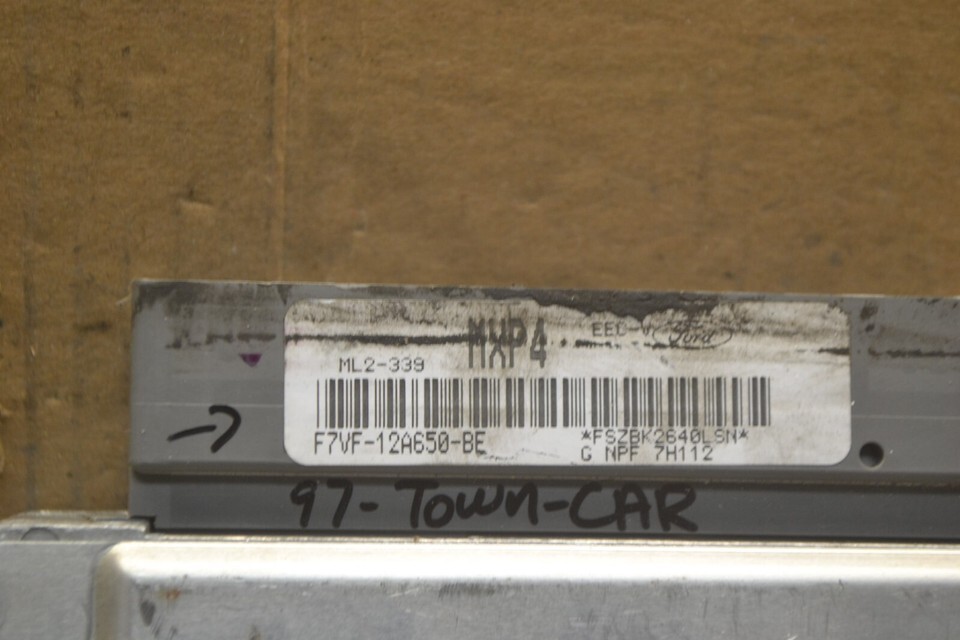 MXP4 EEC-V Ford
ML2-339
F7VF-12A650-BE *FSZBK2640LSN*
G NPF 7H112
97-TOWN-CAR